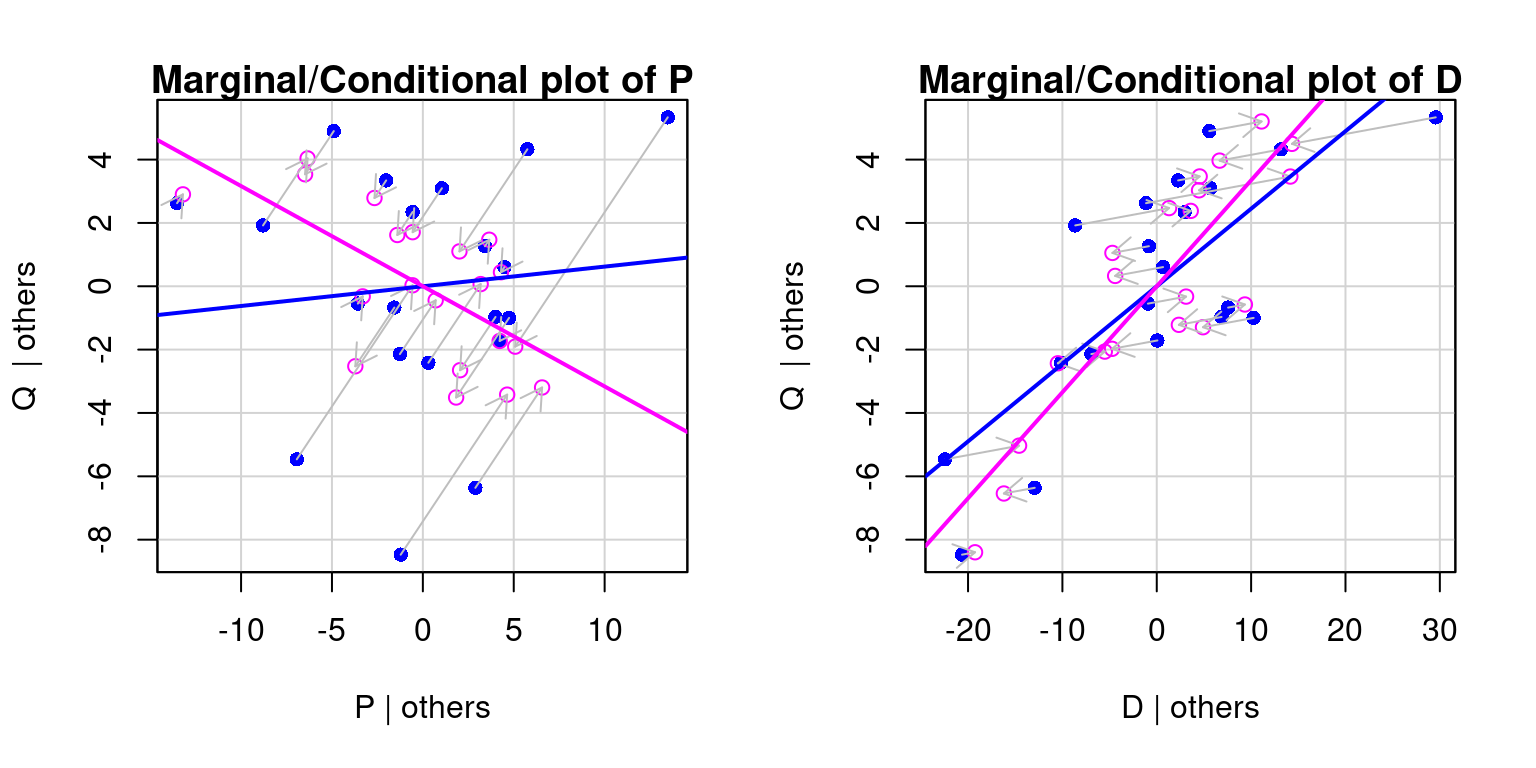 Marginal/Conditional plot of P
Q | others
4
2
0
-2
-4
-6
-8
-10 -5 0 5 10
P | others
Marginal/Conditional plot of D
Q | others
4
2
0
-2
-4
-6
-8
-20 -10 0 10 20 30
D | others